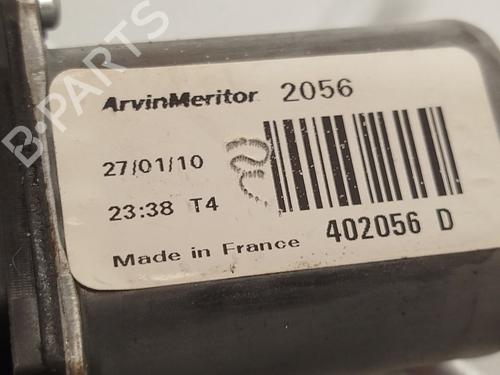 ArvinMeritor 2056
27/01/10
23:38 T4
402056 D
Made in France
B-PARTS